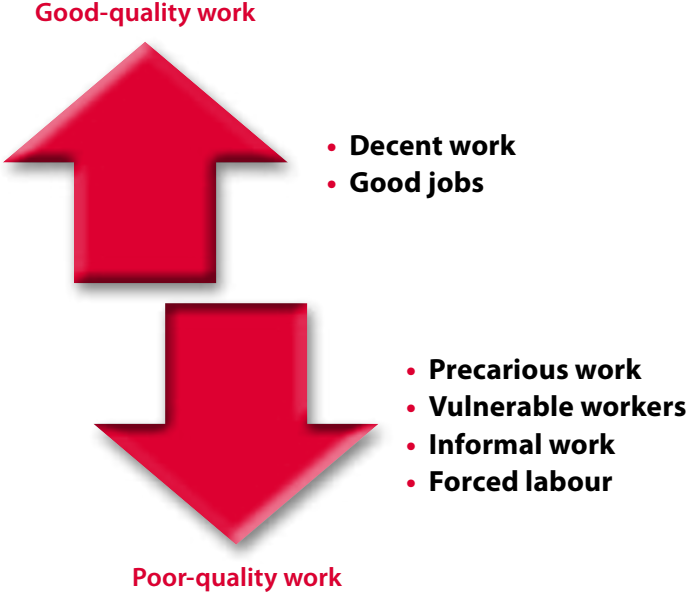 Good-quality work
• Decent work
• Good jobs
• Precarious work
• Vulnerable workers
• Informal work
• Forced labour
Poor-quality work